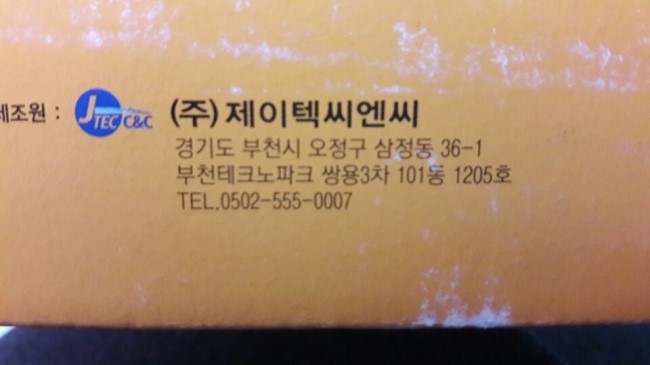 제조원 : JTEC C&C (주)제이텍씨엔씨
경기도 부천시 오정구 삼정동 36-1
부천테크노파크 쌍용3차 101동 1205호
TEL.0502-555-0007